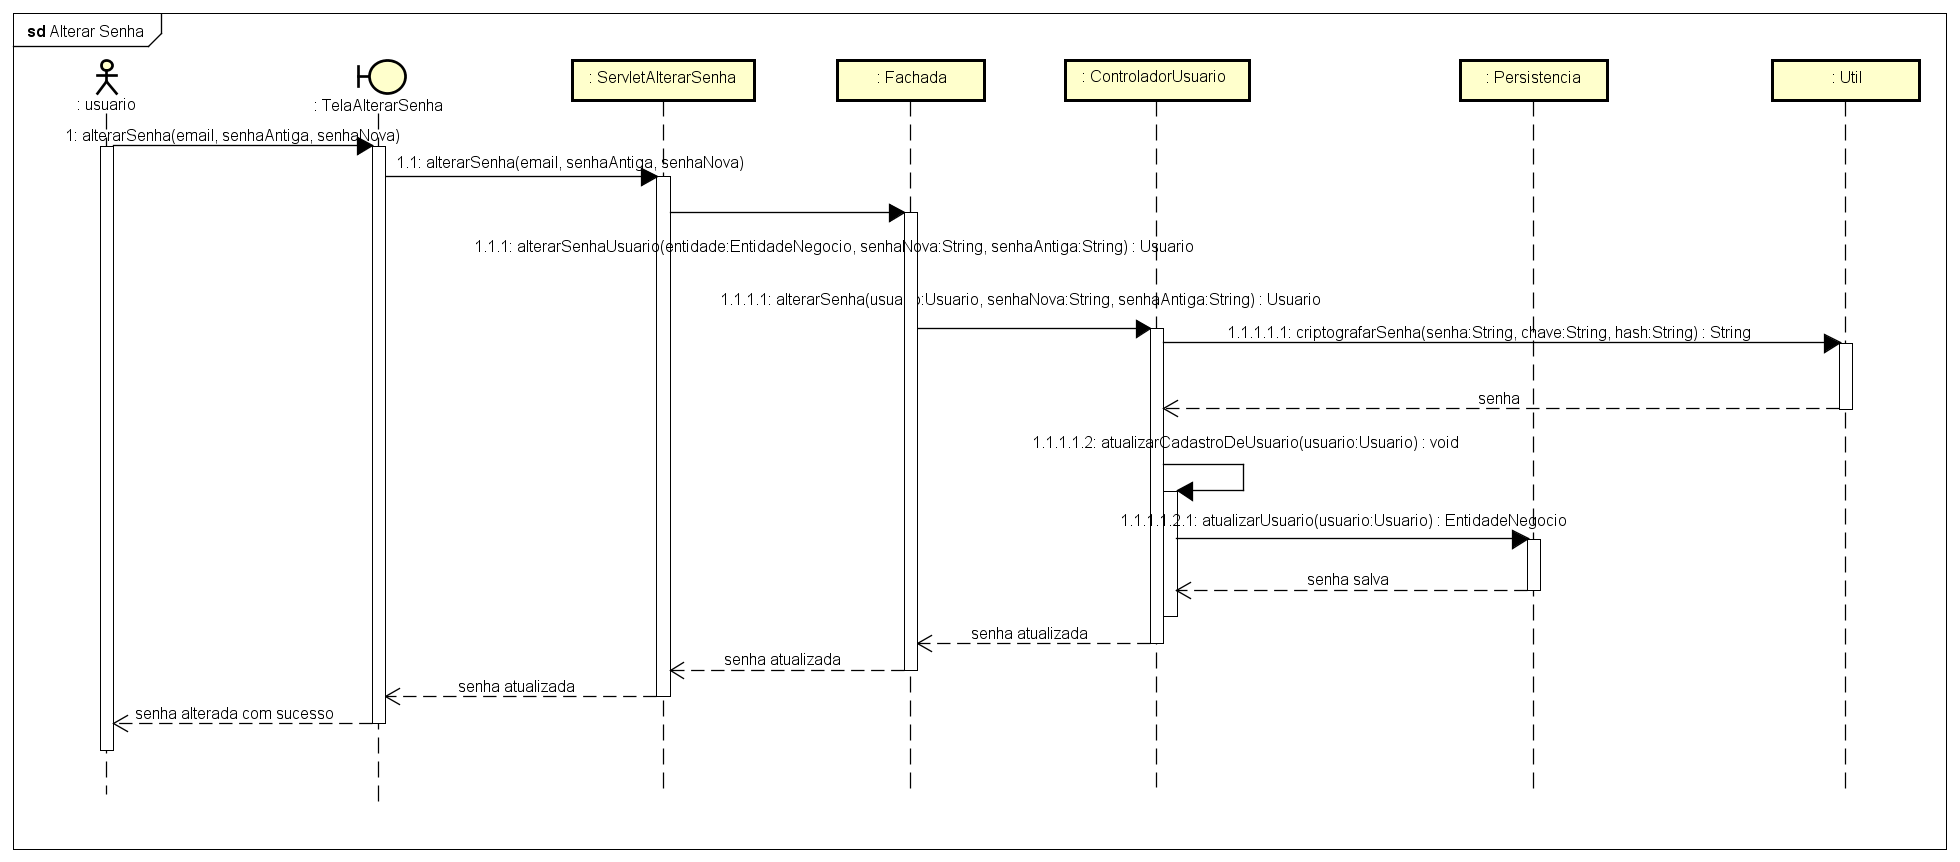 sd Alterar Senha
: usuario
: TelaAlterarSenha
: ServletAlterarSenha
: Fachada
: ControladorUsuario
: Persistencia
: Util
1: alterarSenha(email, senhaAntiga, senhaNova)
1.1: alterarSenha(email, senhaAntiga, senhaNova)
1.1.1: alterarSenhaUsuario(entidade:EntidadeNegocio, senhaNova:String, senhaAntiga:String) : Usuario
1.1.1.1: alterarSenha(usuario:Usuario, senhaNova:String, senhaAntiga:String) : Usuario
1.1.1.1.1: criptografarSenha(senha:String, chave:String, hash:String) : String
senha
1.1.1.1.2: atualizarCadastroDeUsuario(usuario:Usuario) : void
1.1.1.1.2.1: atualizarUsuario(usuario:Usuario) : EntidadeNegocio
senha salva
senha atualizada
senha atualizada
senha atualizada
senha alterada com sucesso